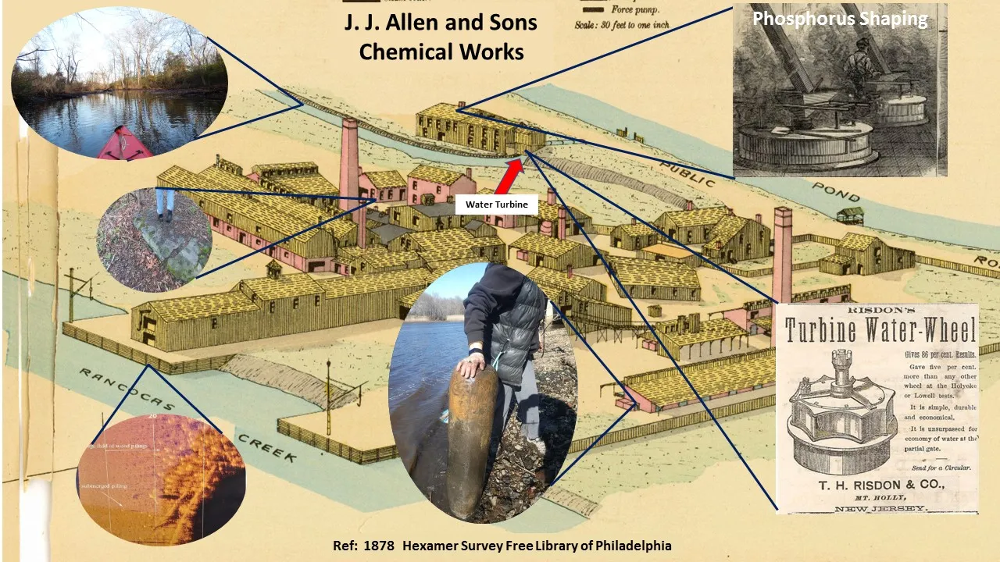 Force pump.
Scale: 30 feet to one inch
J. J. Allen and Sons
Chemical Works
Phosphorus Shaping
PUBLIC
POND
Water Turbine
RANCOCAS
CREEK
20
of wood pilings
submerged piling
RISDON'S
Turbine Water-Wheel
Gives 86 per cent. Results.
Gave five per cent.
more than any other
wheel at the Holyoke
or Lowell tests.
It is simple, durable
and economical,
It is unsurpassed for
economy of water at the
partial gate.
Send for a Circular.
T. H. RISDON & CO.,
MT. HOLLY,
NEW JERSEY.
Ref: 1878 Hexamer Survey Free Library of Philadelphia